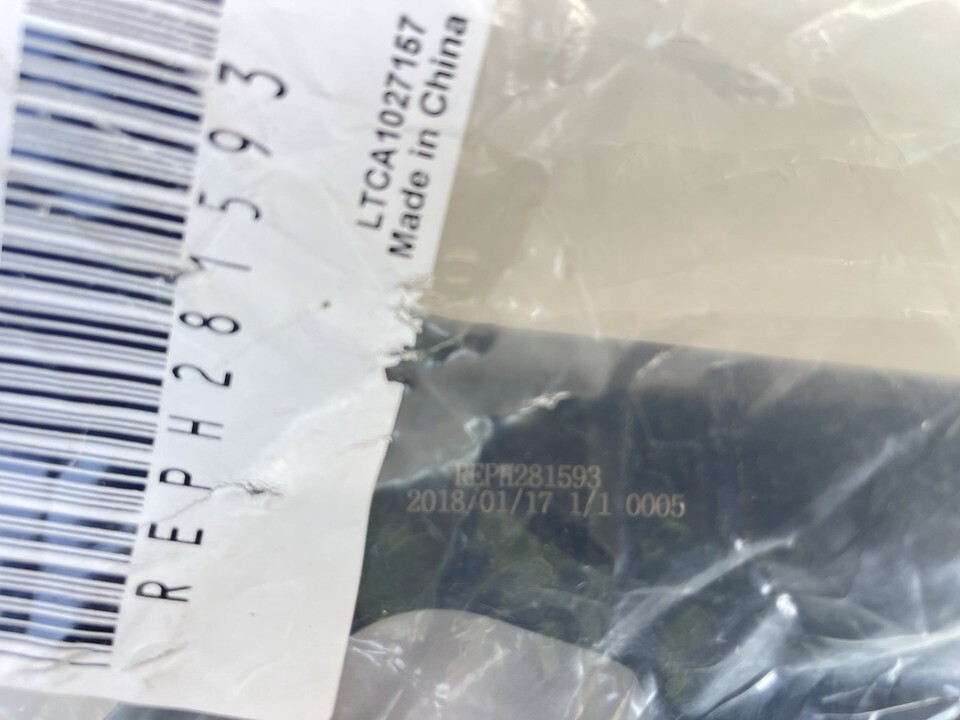 LTCA1027157
Made in China
REPH281593
REPH281593
2018/01/17 1/1 0005